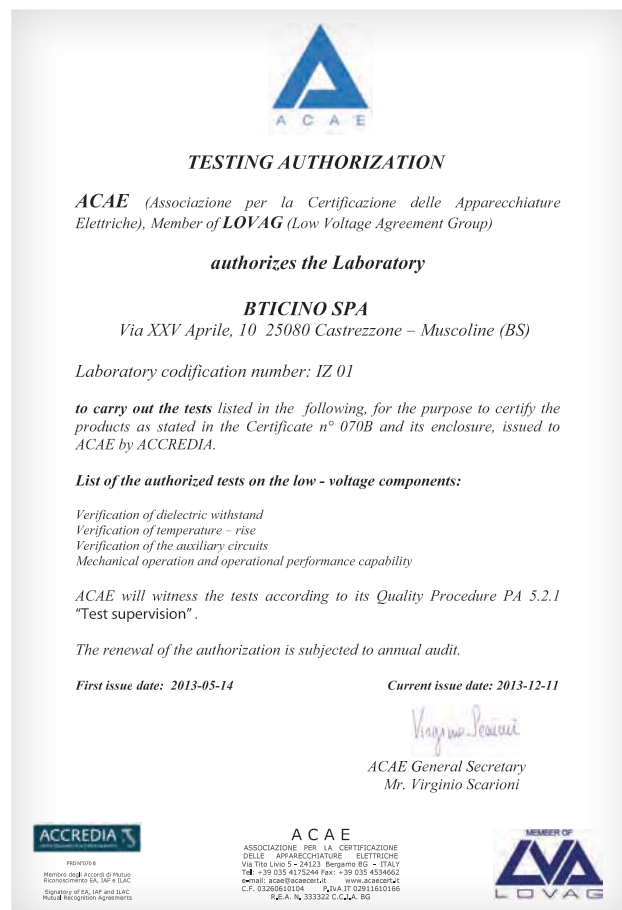 ACAE
TESTING AUTHORIZATION
ACAE (Associazione per la Certificazione delle Apparecchiature
Elettriche), Member of LOVAG (Low Voltage Agreement Group)
authorizes the Laboratory
BTICINO SPA
Via XXV Aprile, 10 25080 Castrezzone – Muscoline (BS)
Laboratory codification number: IZ 01
to carry out the tests listed in the following, for the purpose to certify the
products as stated in the Certificate n° 070B and its enclosure, issued to
ACAE by ACCREDIA.
List of the authorized tests on the low - voltage components:
Verification of dielectric withstand
Verification of temperature – rise
Verification of the auxiliary circuits
Mechanical operation and operational performance capability
ACAE will witness the tests according to its Quality Procedure PA 5.2.1
“Test supervision” .
The renewal of the authorization is subjected to annual audit.
First issue date: 2013-05-14 Current issue date: 2013-12-11
Virginio Scarioni
ACAE General Secretary
Mr. Virginio Scarioni
ACCREDIA
PRD N°070 B
Membro degli Accordi di Mutuo
Riconoscimento EA, IAF e ILAC
Signatory of EA, IAF and ILAC
Mutual Recognition Agreements
A C A E
ASSOCIAZIONE PER LA CERTIFICAZIONE
DELLE APPARECCHIATURE ELETTRICHE
Via Tito Livio 5 – 24123 Bergamo BG – ITALY
Tel: +39 035 4175244 Fax: +39 035 4534662
e-mail: acae@acaecert.it www.acaecert.it
C.F. 03260610104 P.IVA IT 02911610166
R.E.A. N. 333322 C.C.I.A. BG
MEMBER OF
LVA
LOVAG